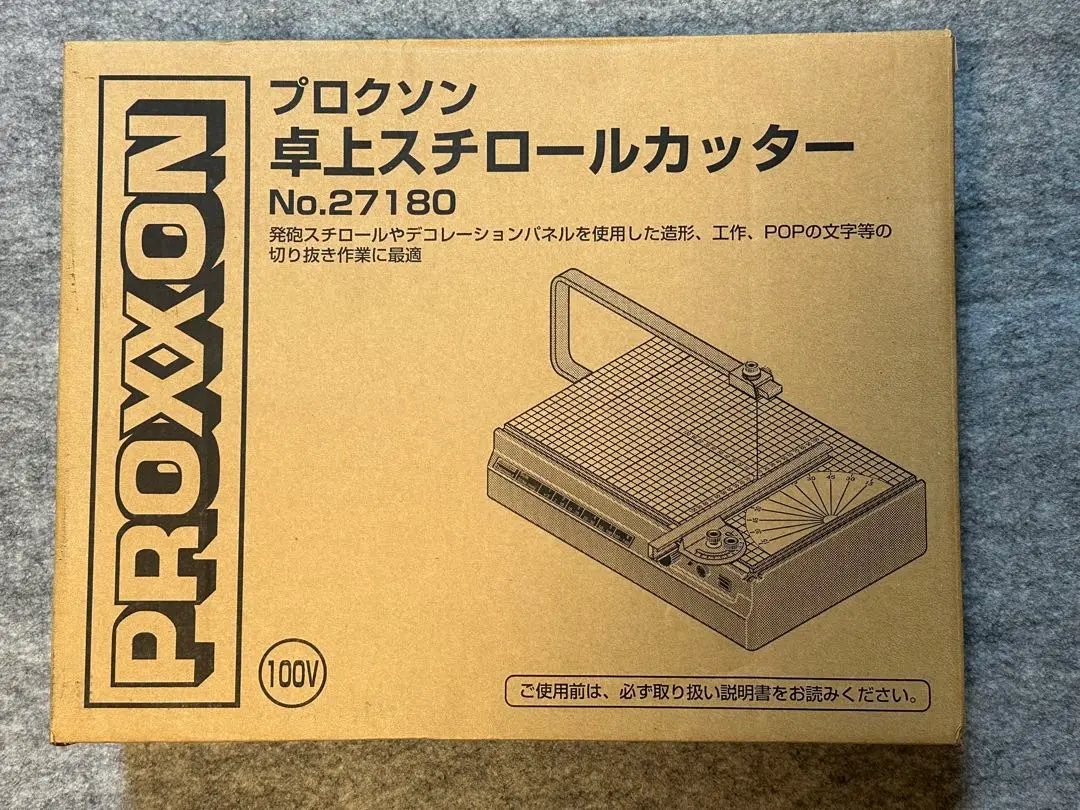 PROXXON
プロクソン
卓上スチロールカッター
No.27180
発砲スチロールやデコレーションパネルを使用した造形、工作、POPの文字等の
切り抜き作業に最適
100V
ご使用前は、必ず取り扱い説明書をお読みください。